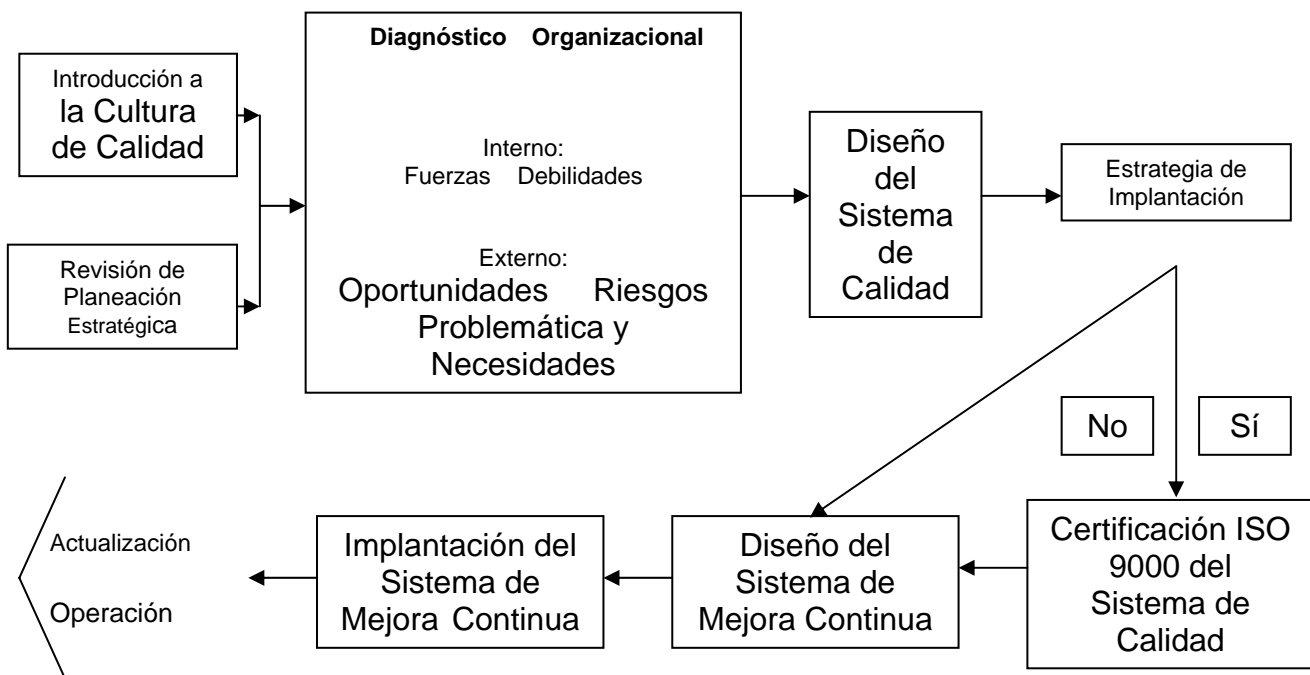 Introducción a
la Cultura
de Calidad
Revisión de
Planeación
Estratégica
Diagnóstico Organizacional
Interno:
Fuerzas Debilidades
Externo:
Oportunidades Riesgos
Problemática y
Necesidades
Diseño
del
Sistema
de
Calidad
Estrategia de
Implantación
No
Sí
Certificación ISO
9000 del
Sistema de
Calidad
Diseño del
Sistema de
Mejora Continua
Implantación del
Sistema de
Mejora Continua
Actualización
Operación